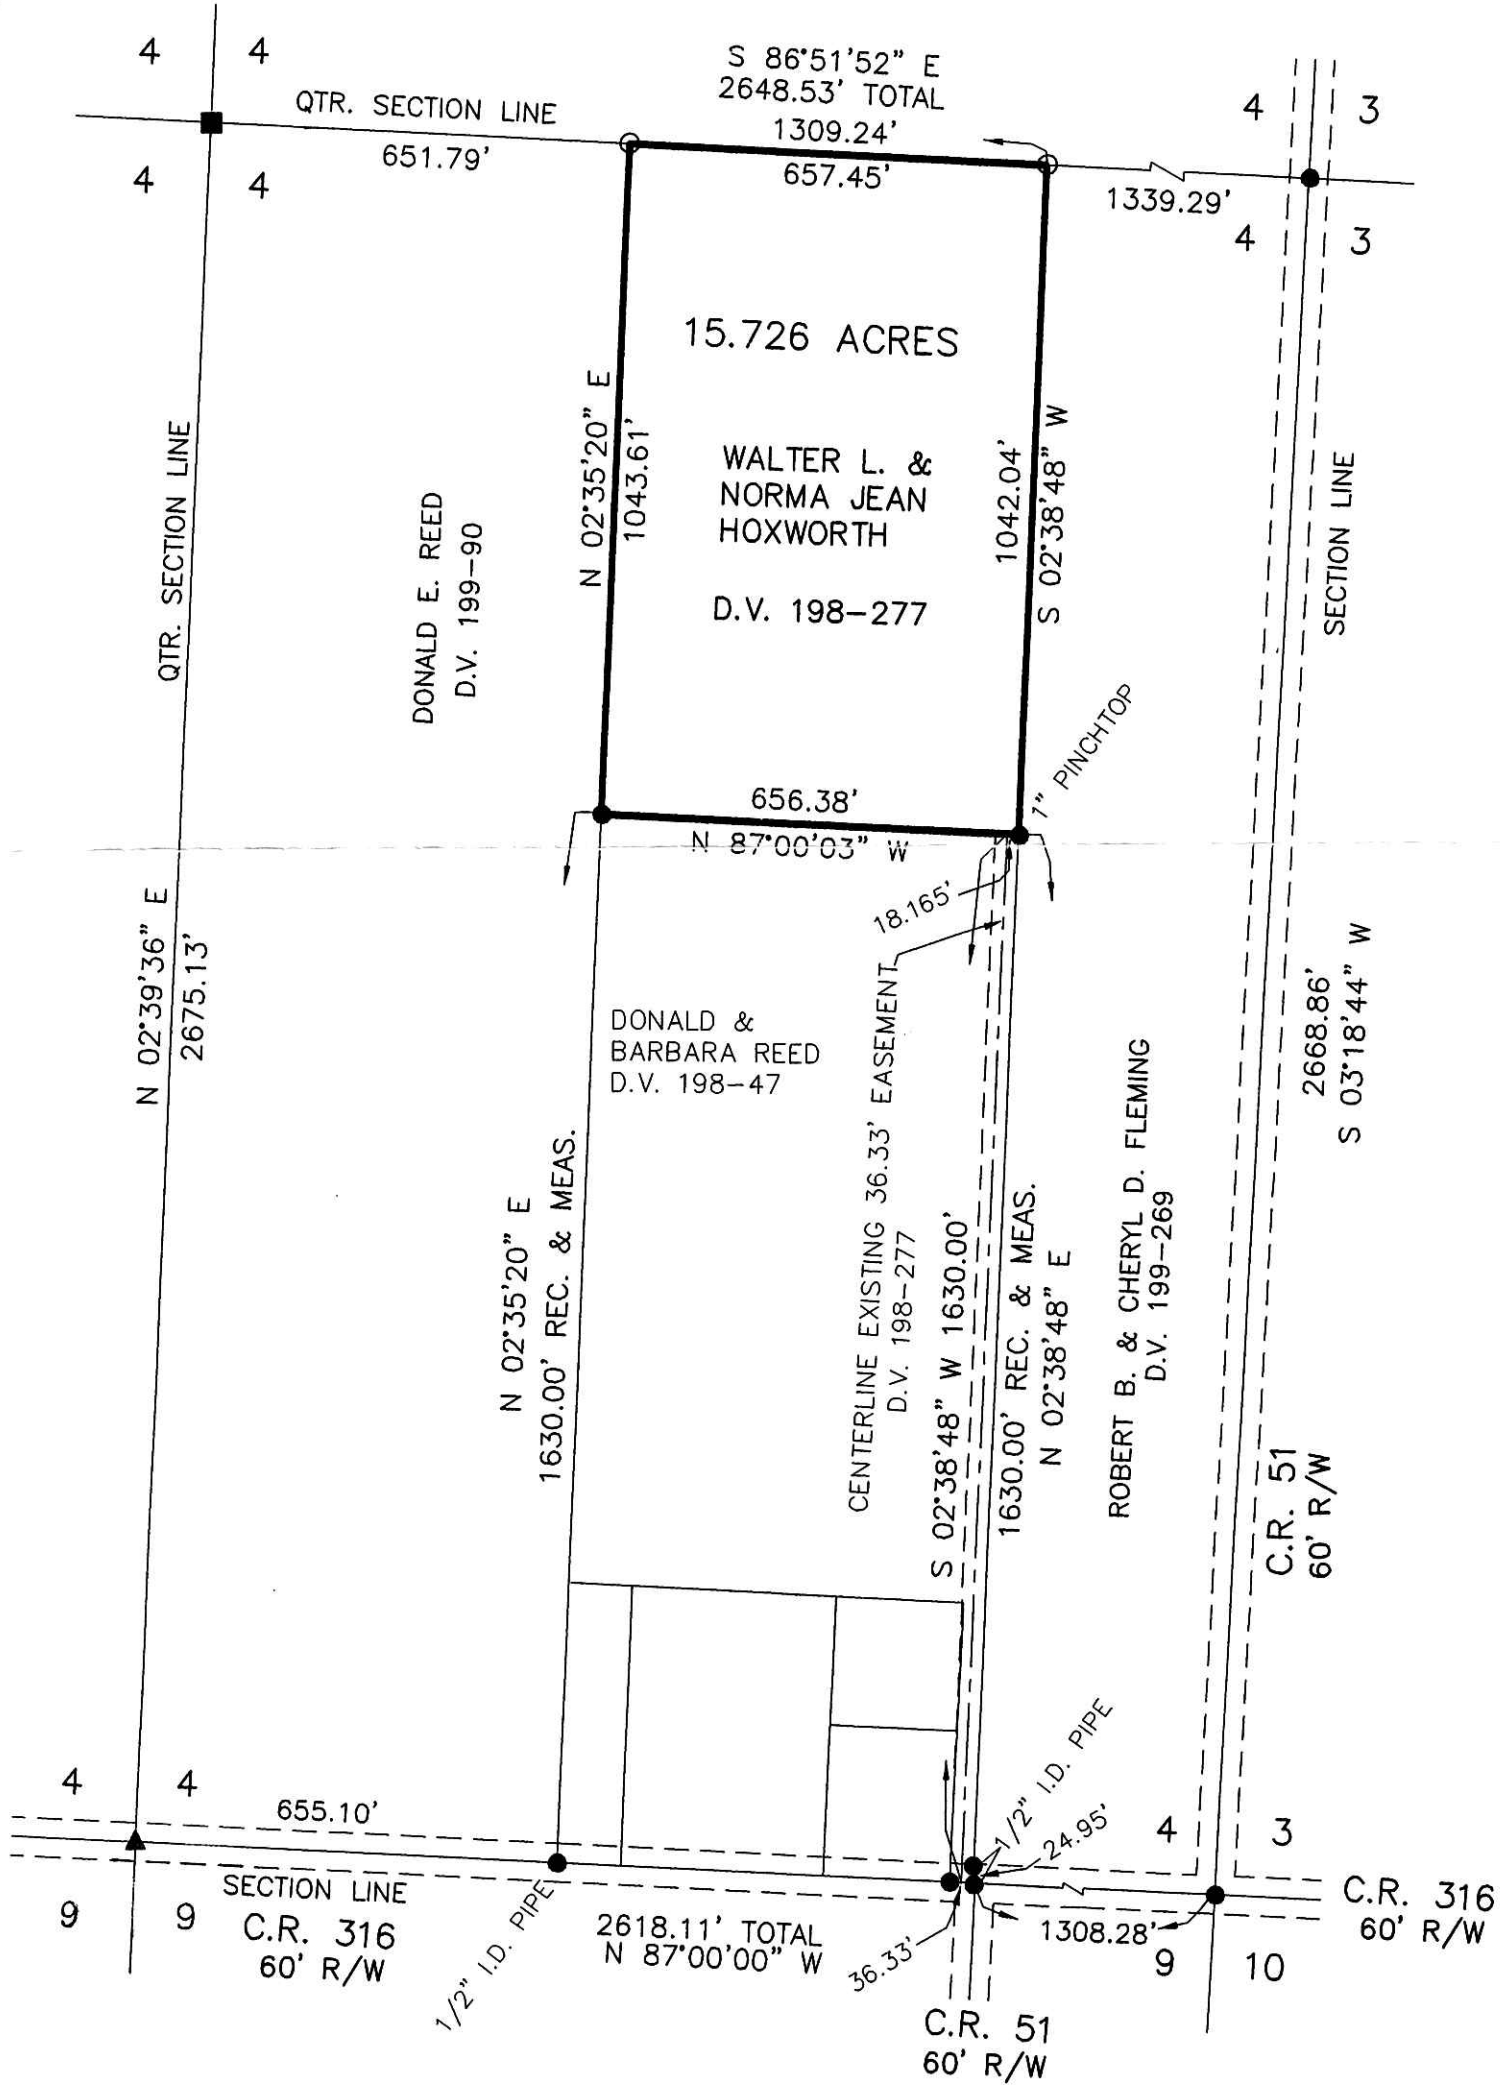 4
4
S 86°51'52" E
2648.53' TOTAL
QTR. SECTION LINE
1309.24'
4
3
651.79'
657.45'
1339.29'
4
4
4
3
15.726 ACRES
N 02°35'20" E
1043.61'
WALTER L. &
NORMA JEAN
HOXWORTH
D.V. 198-277
1042.04'
S 02°38'48" W
QTR. SECTION LINE
SECTION LINE
DONALD E. REED
D.V. 199-90
1" PINCHTOP
656.38'
N 87°00'03" W
18.165'
N 02°39'36" E
2675.13'
2668.86'
S 03°18'44" W
DONALD &
BARBARA REED
D.V. 198-47
CENTERLINE EXISTING 36.33' EASEMENT
D.V. 198-277
N 02°35'20" E
1630.00' REC. & MEAS.
S 02°38'48" W 1630.00'
1630.00' REC. & MEAS.
N 02°38'48" E
ROBERT B. & CHERYL D. FLEMING
D.V. 199-269
C.R. 51
60' R/W
1/2" I.D. PIPE
24.95'
4
4
655.10'
4
3
SECTION LINE
9
9
C.R. 316
60' R/W
1/2" I.D. PIPE
2618.11' TOTAL
N 87°00'00" W
36.33'
1308.28'
C.R. 316
60' R/W
9
10
C.R. 51
60' R/W